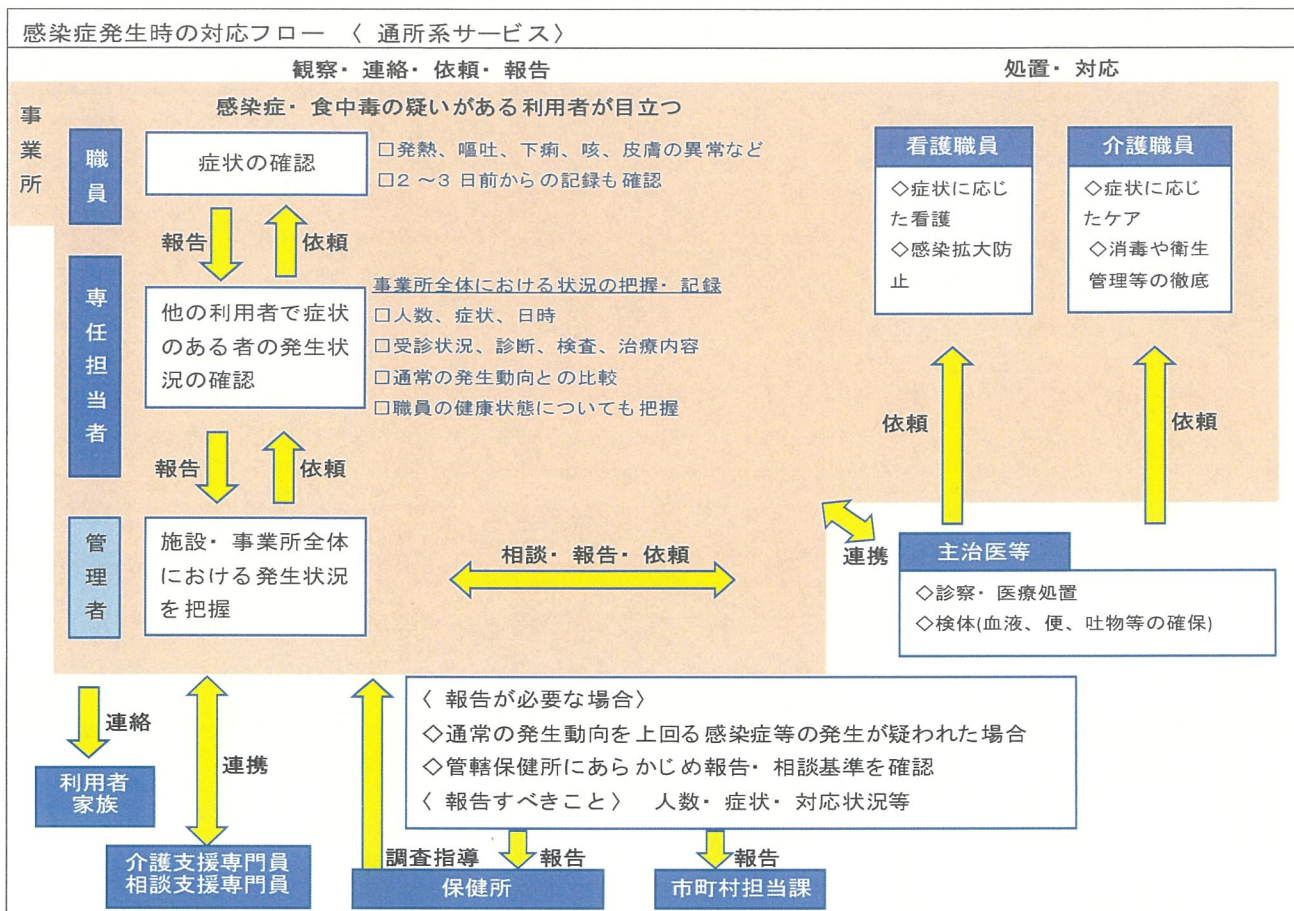 感染症発生時の対応フロー 〈 通所系サービス〉
観察・連絡・依頼・報告
処置・対応
事業所
感染症・食中毒の疑いがある利用者が目立つ
職員
症状の確認
□発熱、嘔吐、下痢、咳、皮膚の異常など
□2 ~3 日前からの記録も確認
報告
依頼
専任担当者
他の利用者で症状
のある者の発生状
況の確認
事業所全体における状況の把握・記録
□人数、症状、日時
□受診状況、診断、検査、治療内容
□通常の発生動向との比較
□職員の健康状態についても把握
報告
依頼
管理者
施設・事業所全体
における発生状況
を把握
相談・報告・依頼
看護職員
◇症状に応じ
た看護
◇感染拡大防
止
介護職員
◇症状に応じ
たケア
◇消毒や衛生
管理等の徹底
依頼
依頼
連携
主治医等
◇診察・医療処置
◇検体(血液、便、吐物等の確保)
連絡
利用者
家族
連携
介護支援専門員
相談支援専門員
〈 報告が必要な場合〉
◇通常の発生動向を上回る感染症等の発生が疑われた場合
◇管轄保健所にあらかじめ報告・相談基準を確認
〈 報告すべきこと〉 人数・症状・対応状況等
調査指導
報告
保健所
報告
市町村担当課